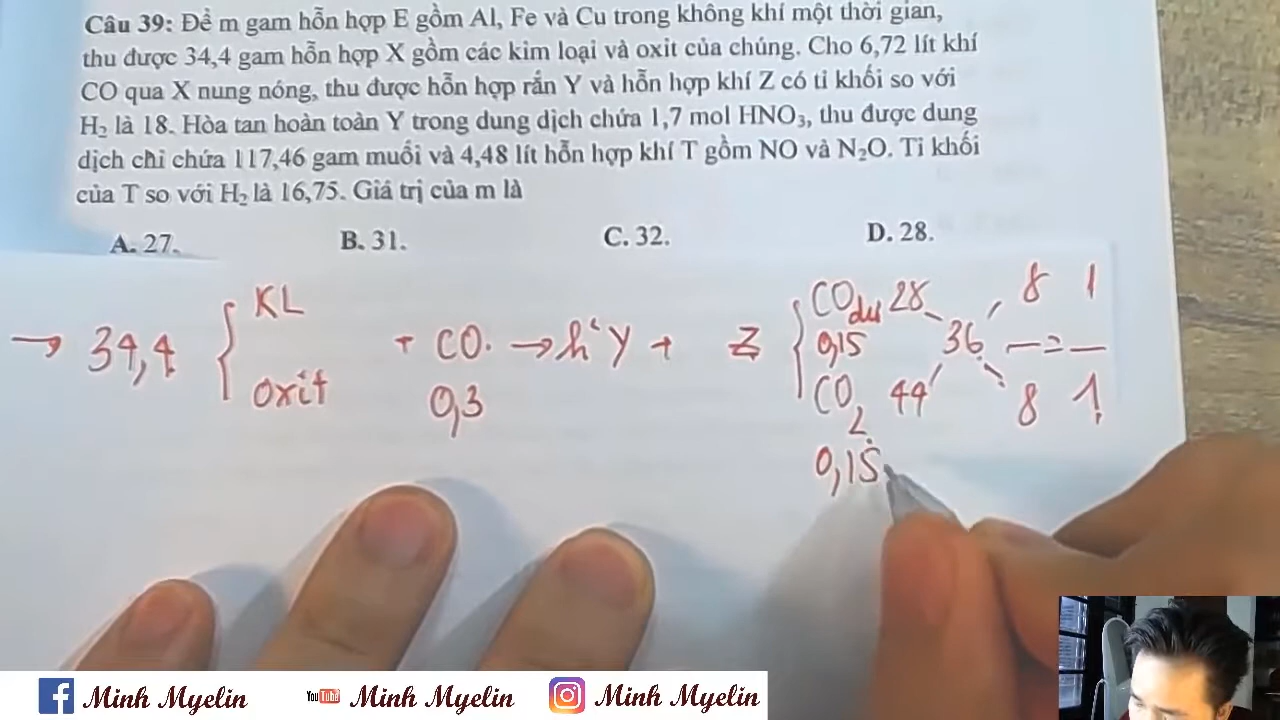 Câu 39: Để m gam hỗn hợp E gồm Al, Fe và Cu trong không khí một thời gian,
thu được 34,4 gam hỗn hợp X gồm các kim loại và oxit của chúng. Cho 6,72 lít khí
CO qua X nung nóng, thu được hỗn hợp rắn Y và hỗn hợp khí Z có tỉ khối so với
H₂ là 18. Hòa tan hoàn toàn Y trong dung dịch chứa 1,7 mol HNO₃, thu được dung
dịch chỉ chứa 117,46 gam muối và 4,48 lít hỗn hợp khí T gồm NO và N₂O. Tỉ khối
của T so với H₂ là 16,75. Giá trị của m là
A. 27. B. 31. C. 32. D. 28.
KL CO dư 28 8 1
→ 34,4 + CO. → h² Y + Z 0,15 36 — = —
oxit 0,3 CO₂ 44 8 1
0,15
Minh Myelin YouTube Minh Myelin Minh Myelin